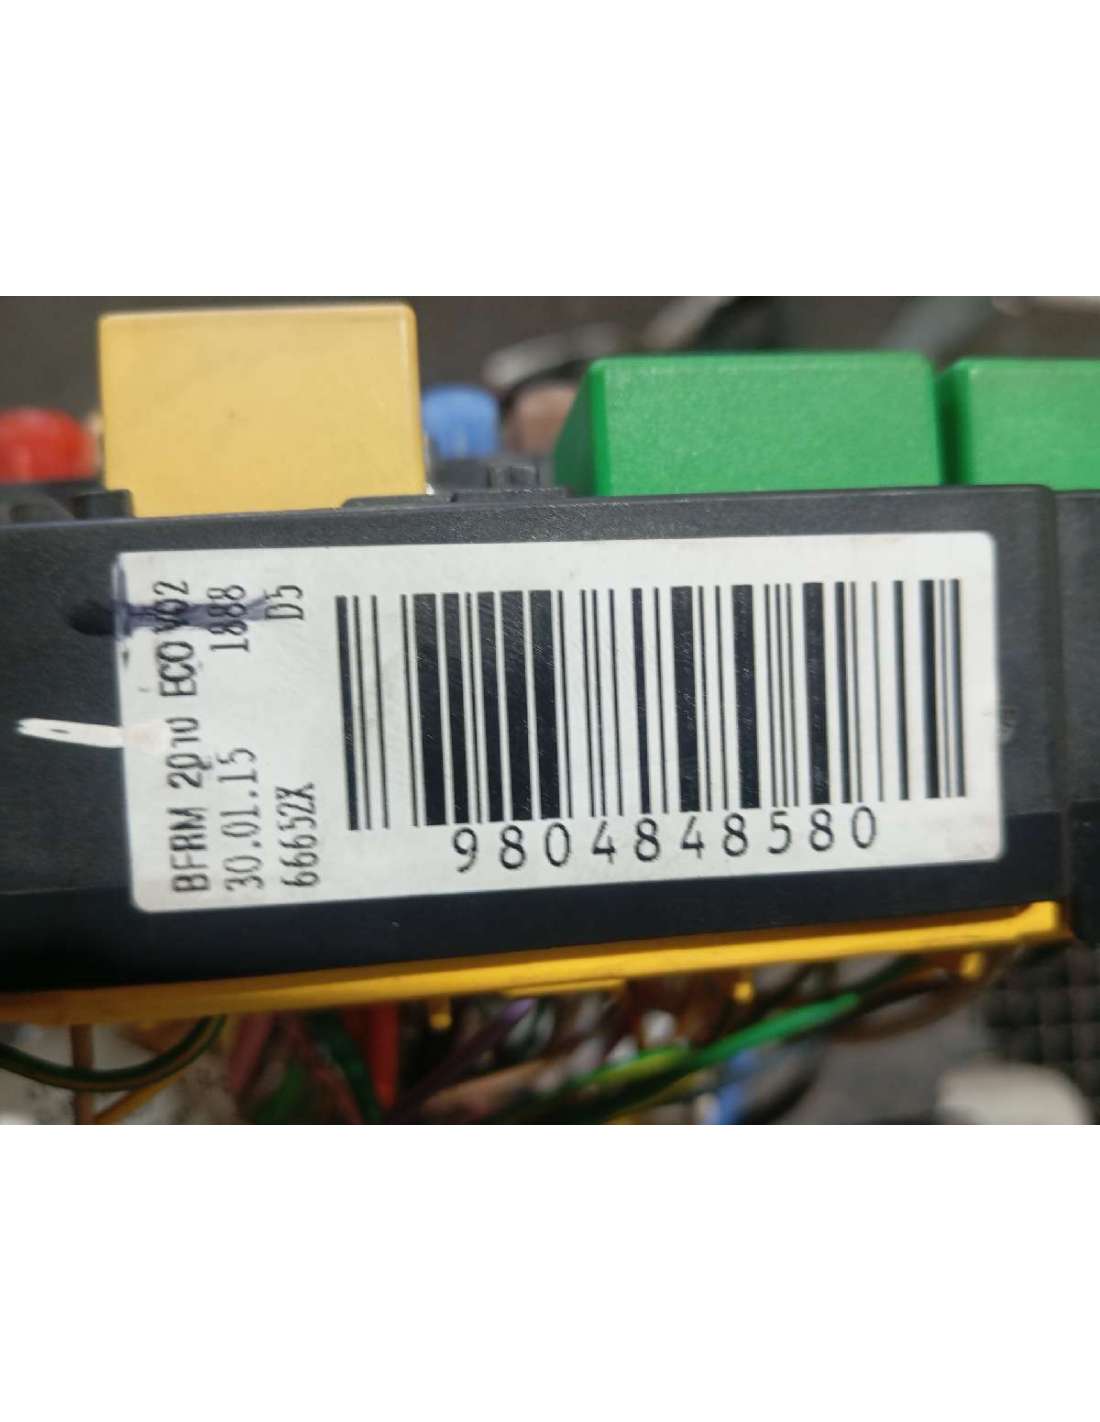 BFRM 2010 ECO V02
30.01.15 1888
66652X D5
9804848580